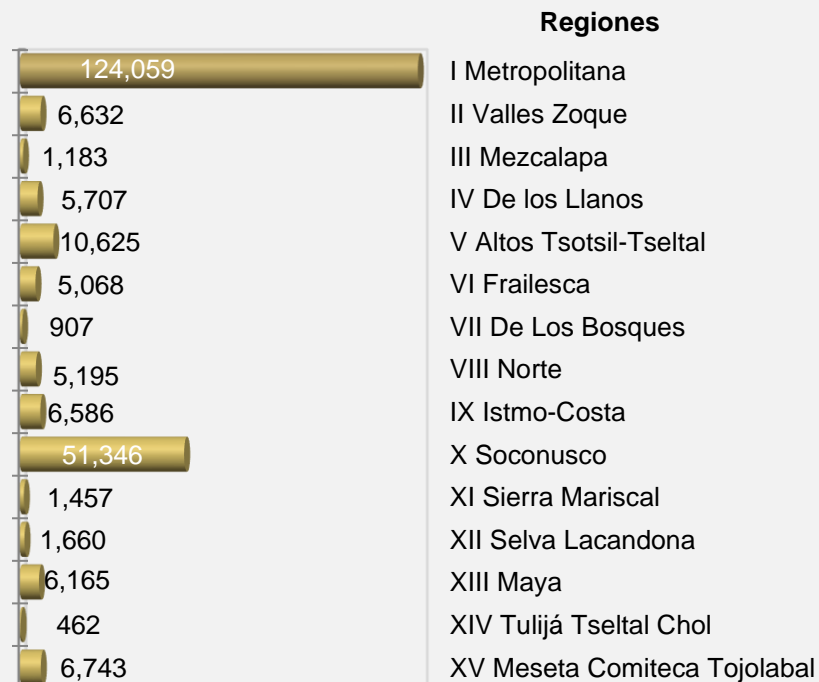 Regiones
124,059 I Metropolitana
6,632 II Valles Zoque
1,183 III Mezcalapa
5,707 IV De los Llanos
10,625 V Altos Tsotsil-Tseltal
5,068 VI Frailesca
907 VII De Los Bosques
5,195 VIII Norte
6,586 IX Istmo-Costa
51,346 X Soconusco
1,457 XI Sierra Mariscal
1,660 XII Selva Lacandona
6,165 XIII Maya
462 XIV Tulijá Tseltal Chol
6,743 XV Meseta Comiteca Tojolabal